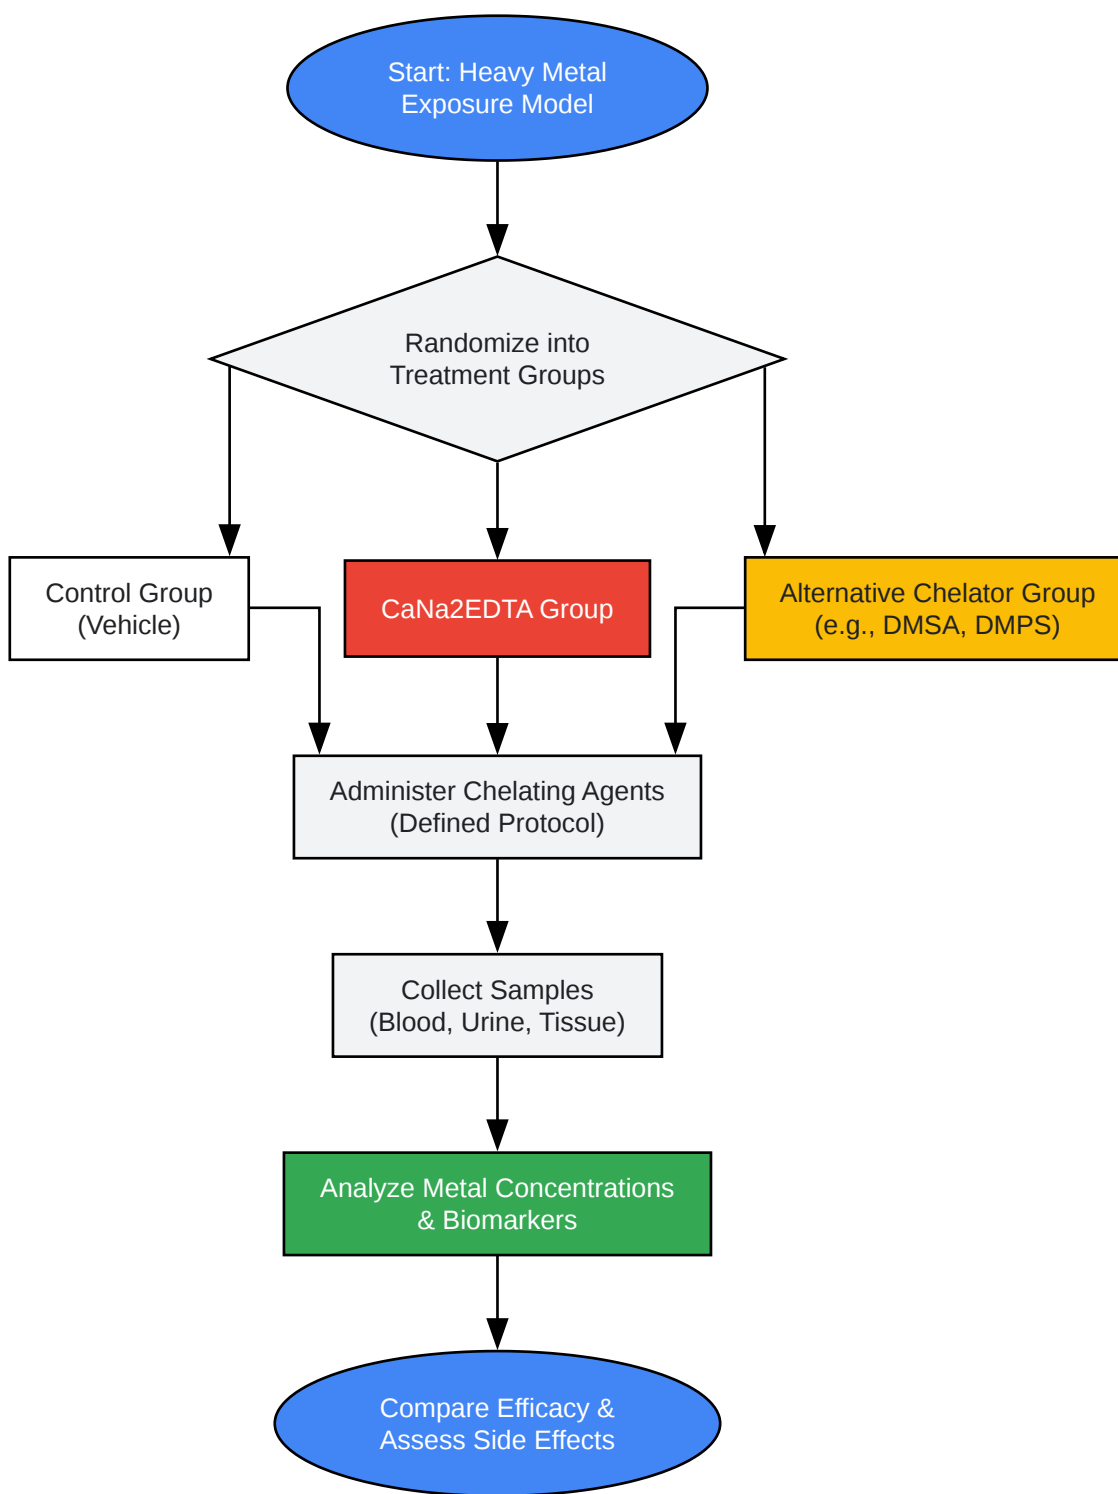 Start: Heavy Metal
Exposure Model
Randomize into
Treatment Groups
Control Group
(Vehicle)
CaNa2EDTA Group
Alternative Chelator Group
(e.g., DMSA, DMPS)
Administer Chelating Agents
(Defined Protocol)
Collect Samples
(Blood, Urine, Tissue)
Analyze Metal Concentrations
& Biomarkers
Compare Efficacy &
Assess Side Effects